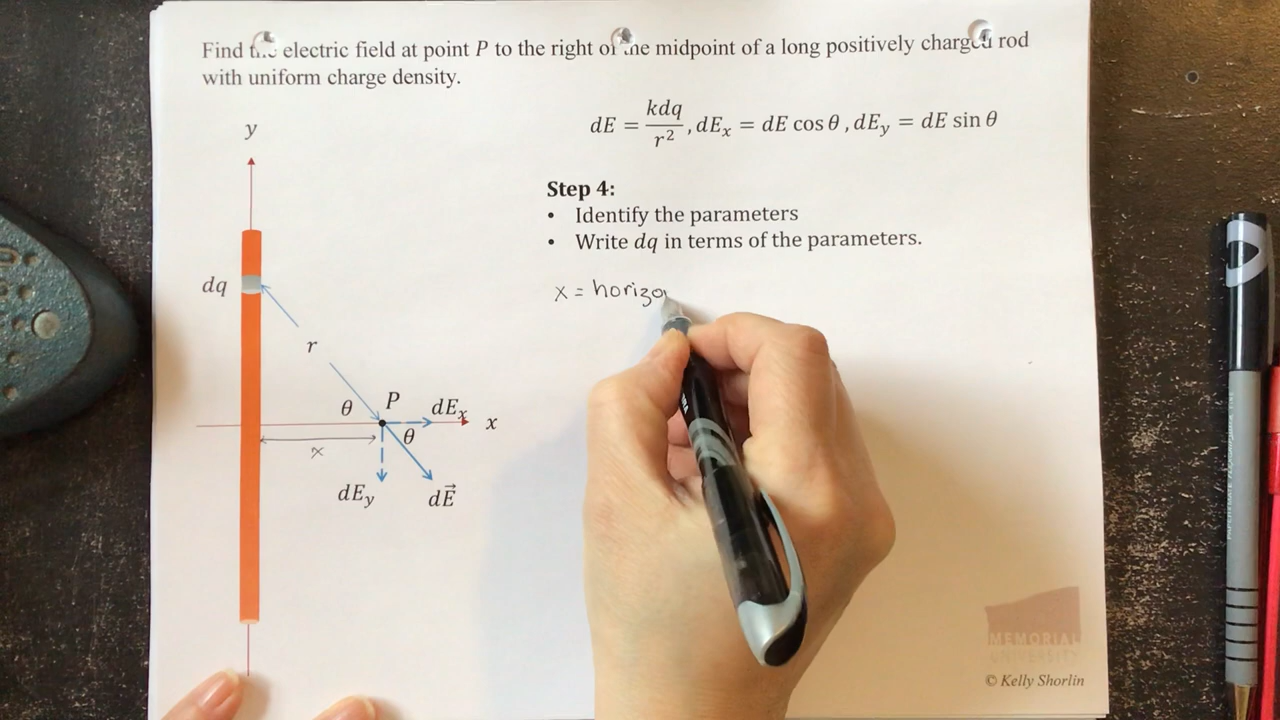 Find the electric field at point P to the right of the midpoint of a long positively charged rod
with uniform charge density.
y
dE = kdq/r², dEₓ = dE cos θ , dEᵧ = dE sin θ
Step 4:
• Identify the parameters
• Write dq in terms of the parameters.
dq
x = horizo
r
θ P dEₓ x
θ
x
dEᵧ dE⃗
MEMORIAL
UNIVERSITY
© Kelly Shorlin